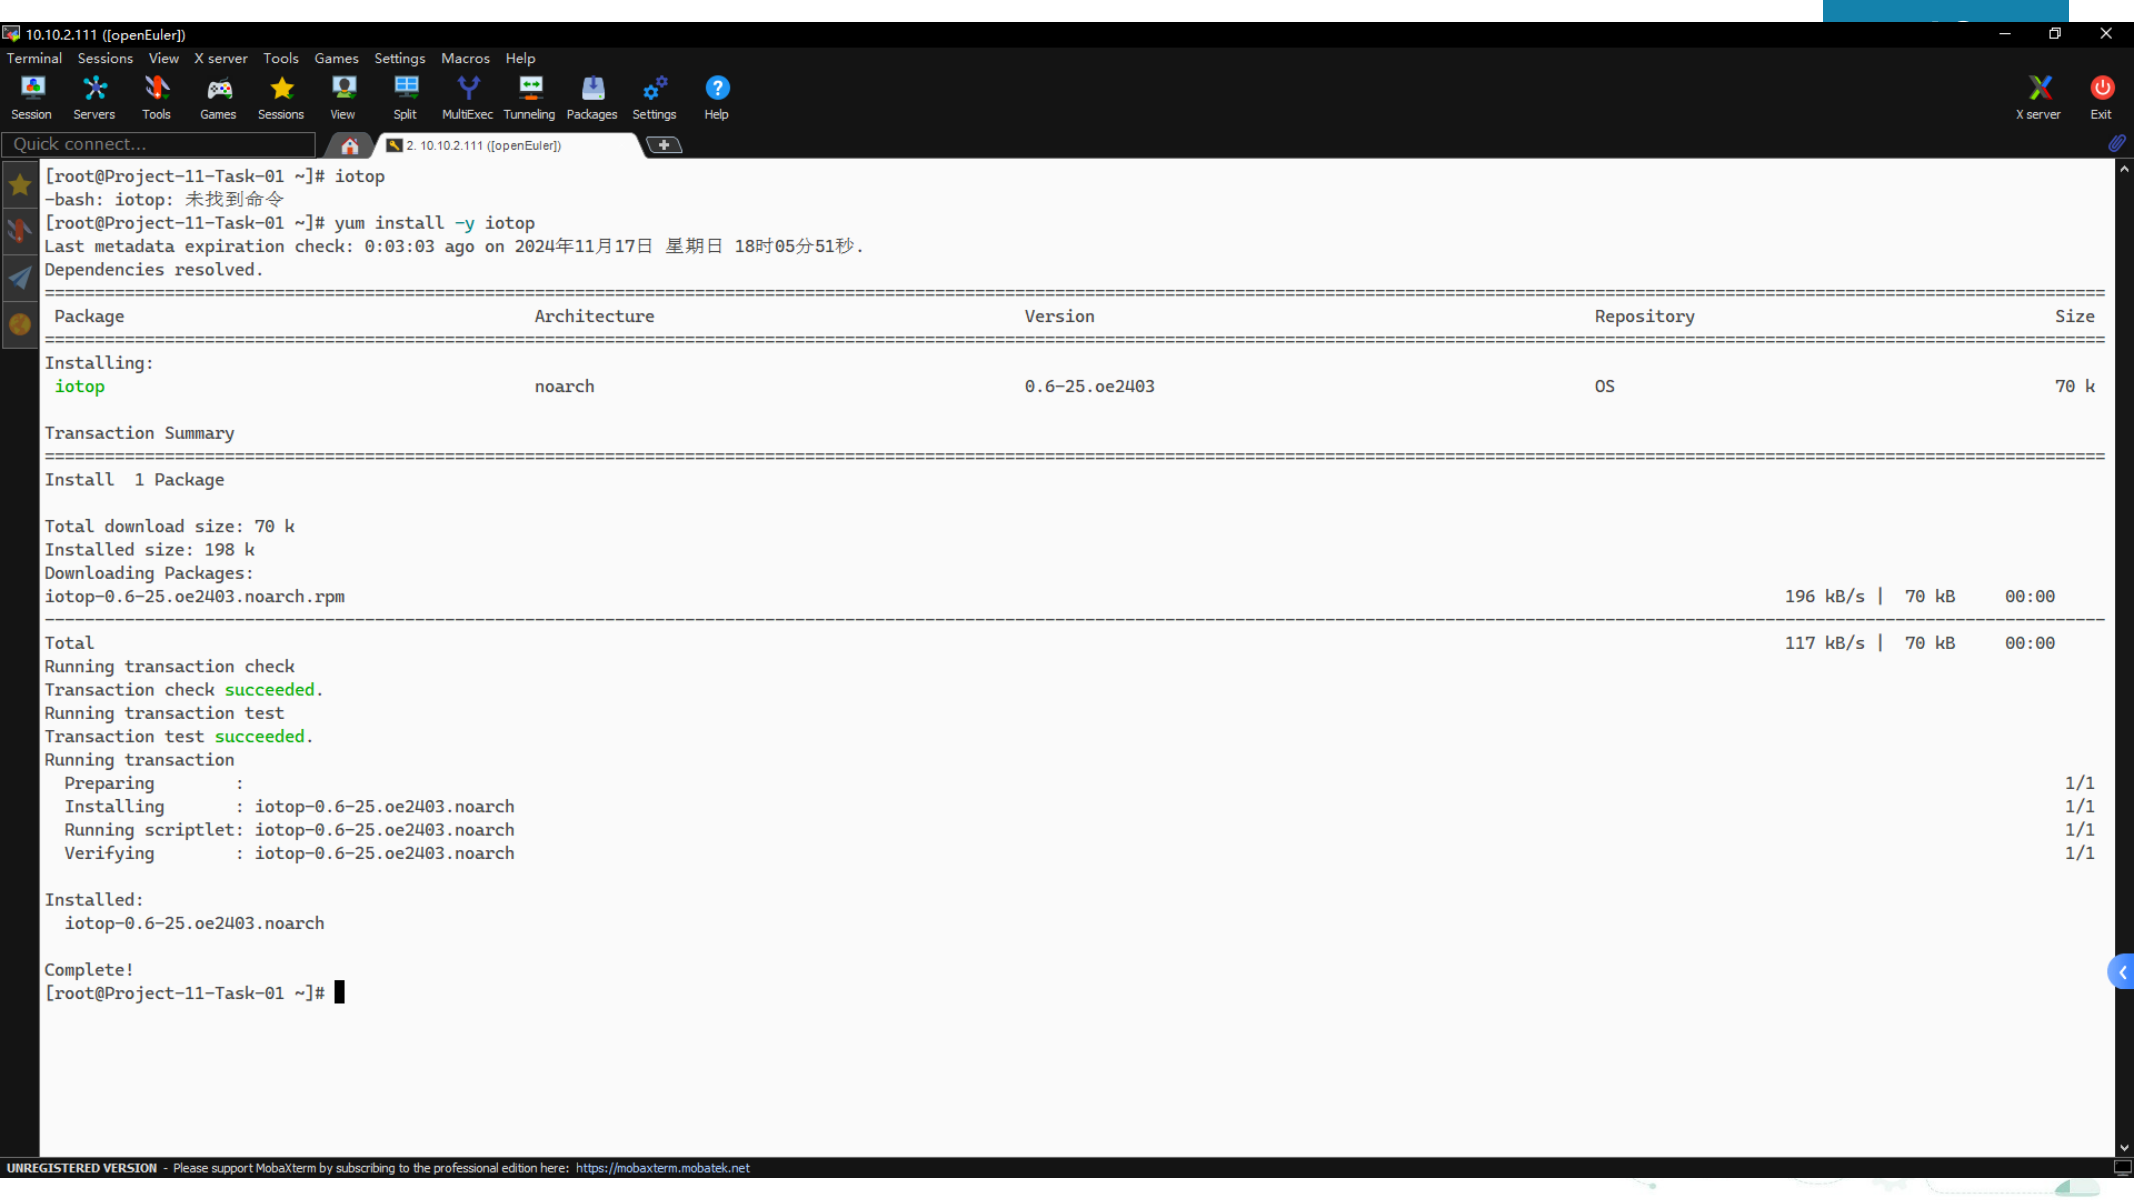 10.10.2.111 ([openEuler])
Terminal Sessions View X server Tools Games Settings Macros Help
Session Servers Tools Games Sessions View Split MultiExec Tunneling Packages Settings Help X server Exit
Quick connect... 2. 10.10.2.111 ([openEuler])
[root@Project-11-Task-01 ~]# iotop
-bash: iotop: 未找到命令
[root@Project-11-Task-01 ~]# yum install -y iotop
Last metadata expiration check: 0:03:03 ago on 2024年11月17日 星期日 18时05分51秒.
Dependencies resolved.
================================================================================
Package Architecture Version Repository Size
================================================================================
Installing:
iotop noarch 0.6-25.oe2403 OS 70 k
Transaction Summary
================================================================================
Install 1 Package
Total download size: 70 k
Installed size: 198 k
Downloading Packages:
iotop-0.6-25.oe2403.noarch.rpm 196 kB/s | 70 kB 00:00
--------------------------------------------------------------------------------
Total 117 kB/s | 70 kB 00:00
Running transaction check
Transaction check succeeded.
Running transaction test
Transaction test succeeded.
Running transaction
Preparing : 1/1
Installing : iotop-0.6-25.oe2403.noarch 1/1
Running scriptlet: iotop-0.6-25.oe2403.noarch 1/1
Verifying : iotop-0.6-25.oe2403.noarch 1/1
Installed:
iotop-0.6-25.oe2403.noarch
Complete!
[root@Project-11-Task-01 ~]#
UNREGISTERED VERSION - Please support MobaXterm by subscribing to the professional edition here: https://mobaxterm.mobatek.net